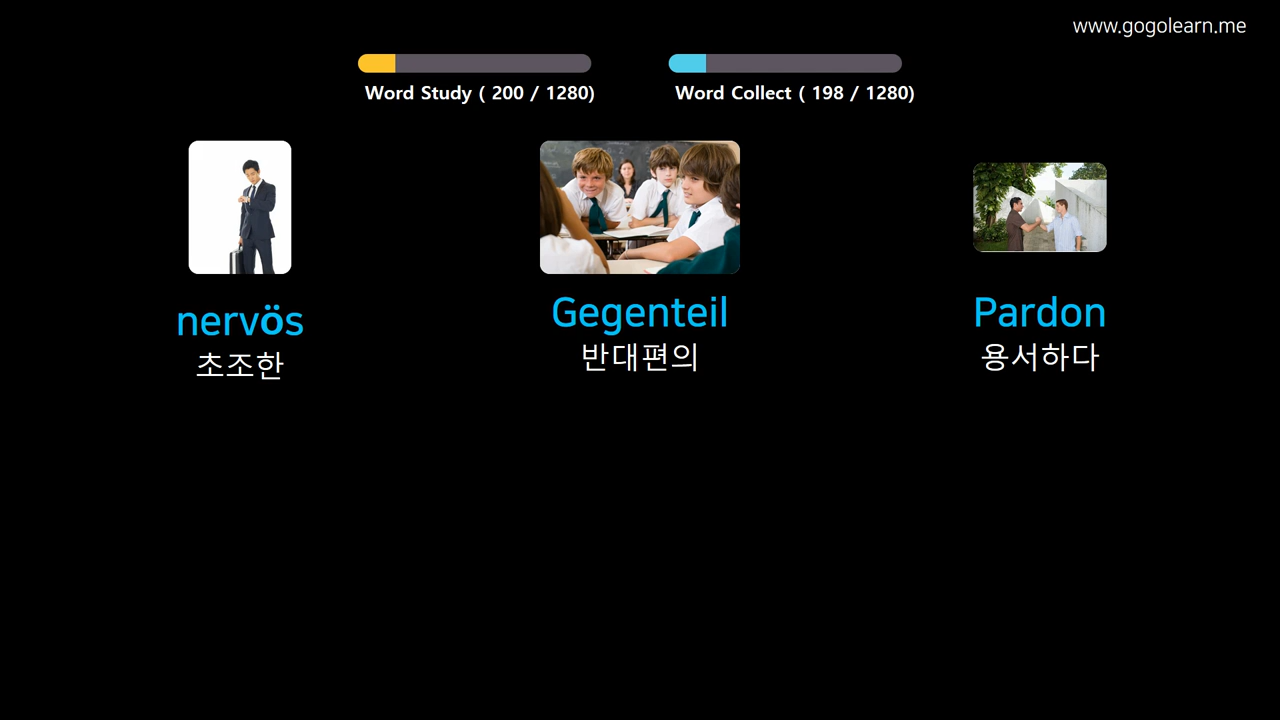 www.gogolearn.me
Word Study ( 200 / 1280)
Word Collect ( 198 / 1280)
nervös
초조한
Gegenteil
반대편의
Pardon
용서하다